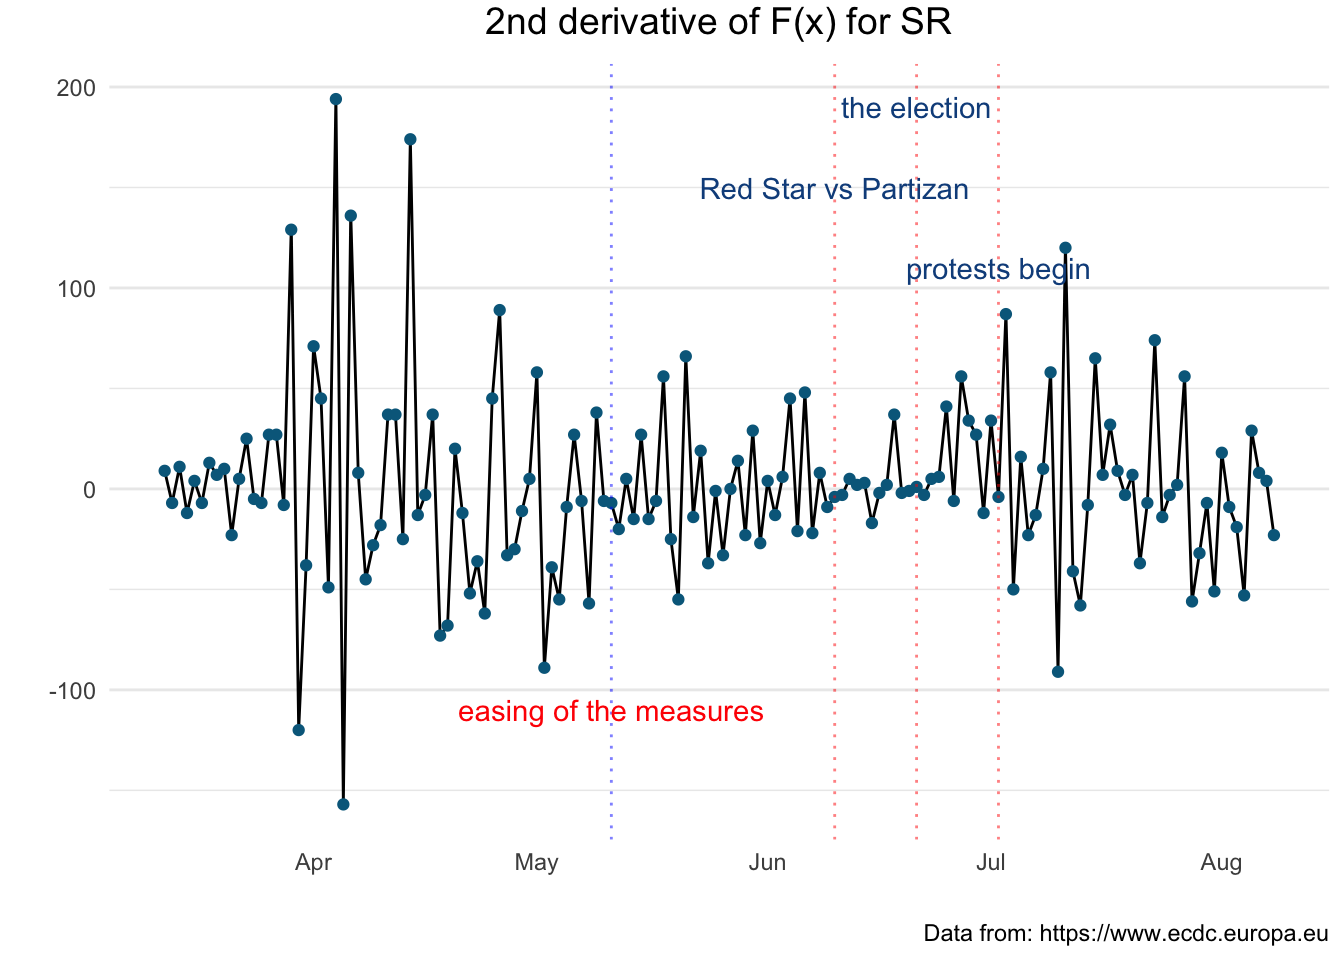 2nd derivative of F(x) for SR
200
the election
Red Star vs Partizan
protests begin
100
0
-100
easing of the measures
Apr May Jun Jul Aug
Data from: https://www.ecdc.europa.eu